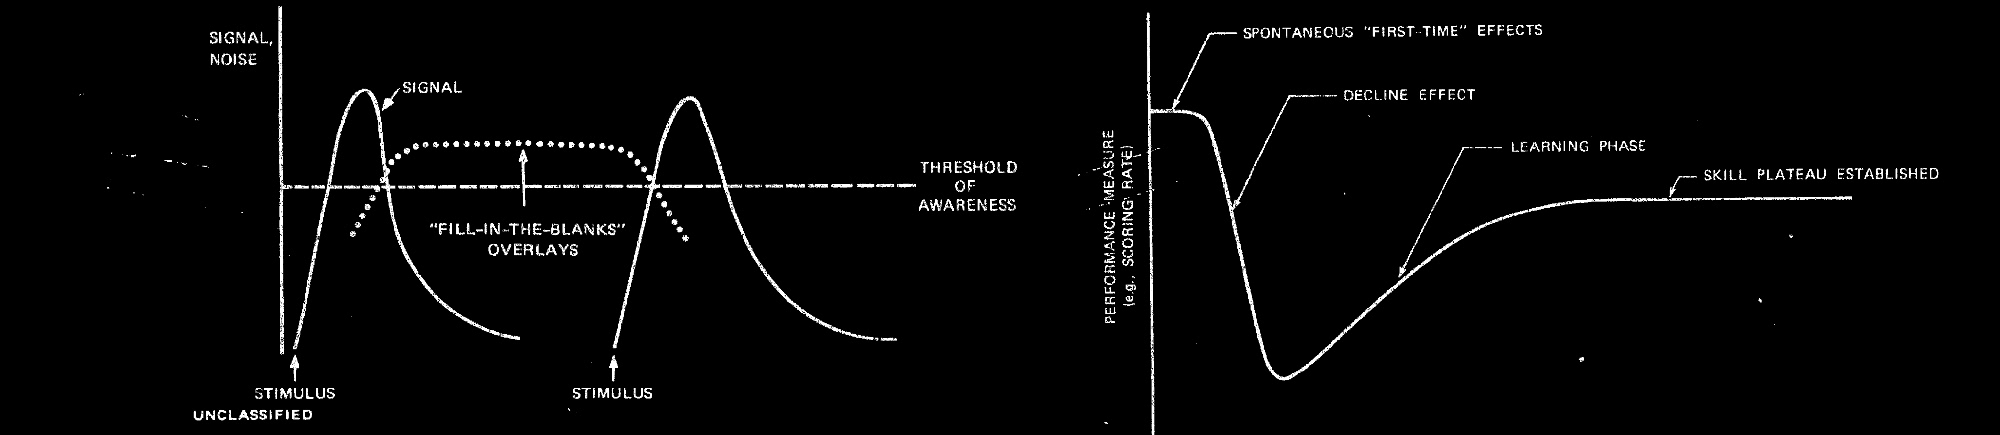 SIGNAL,
NOISE
SIGNAL
THRESHOLD
OF
AWARENESS
"FILL-IN-THE-BLANKS"
OVERLAYS
STIMULUS
STIMULUS
UNCLASSIFIED
SPONTANEOUS "FIRST-TIME" EFFECTS
DECLINE EFFECT
LEARNING PHASE
SKILL PLATEAU ESTABLISHED
PERFORMANCE MEASURE
(e.g., SCORING RATE)